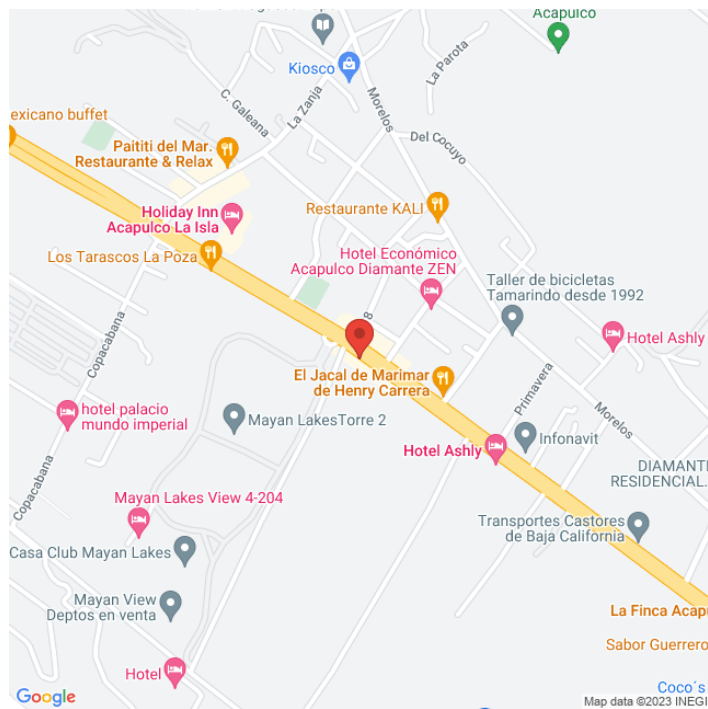 Acapulco
Kiosco
La Parota
Morelos
La Zanja
C. Galeana
exicano buffet
Del Cocuyo
Paititi del Mar.
Restaurante & Relax
Restaurante KALI
Holiday Inn
Acapulco La Isla
Los Tarascos La Poza
Hotel Económico
Acapulco Diamante ZEN
Taller de bicicletas
Tamarindo desde 1992
Copacabana
8
Hotel Ashly
El Jacal de Marimar
de Henry Carrera
Primavera
hotel palacio
mundo imperial
Mayan LakesTorre 2
Morelos
Infonavit
Hotel Ashly
Copacabana
DIAMANTE
RESIDENCIAL.
Mayan Lakes View 4-204
Transportes Castores
de Baja California
Casa Club Mayan Lakes
Mayan View
Deptos en venta
La Finca Acapu
Sabor Guerrero
Hotel
Coco´s
Google
Map data ©2023 INEGI